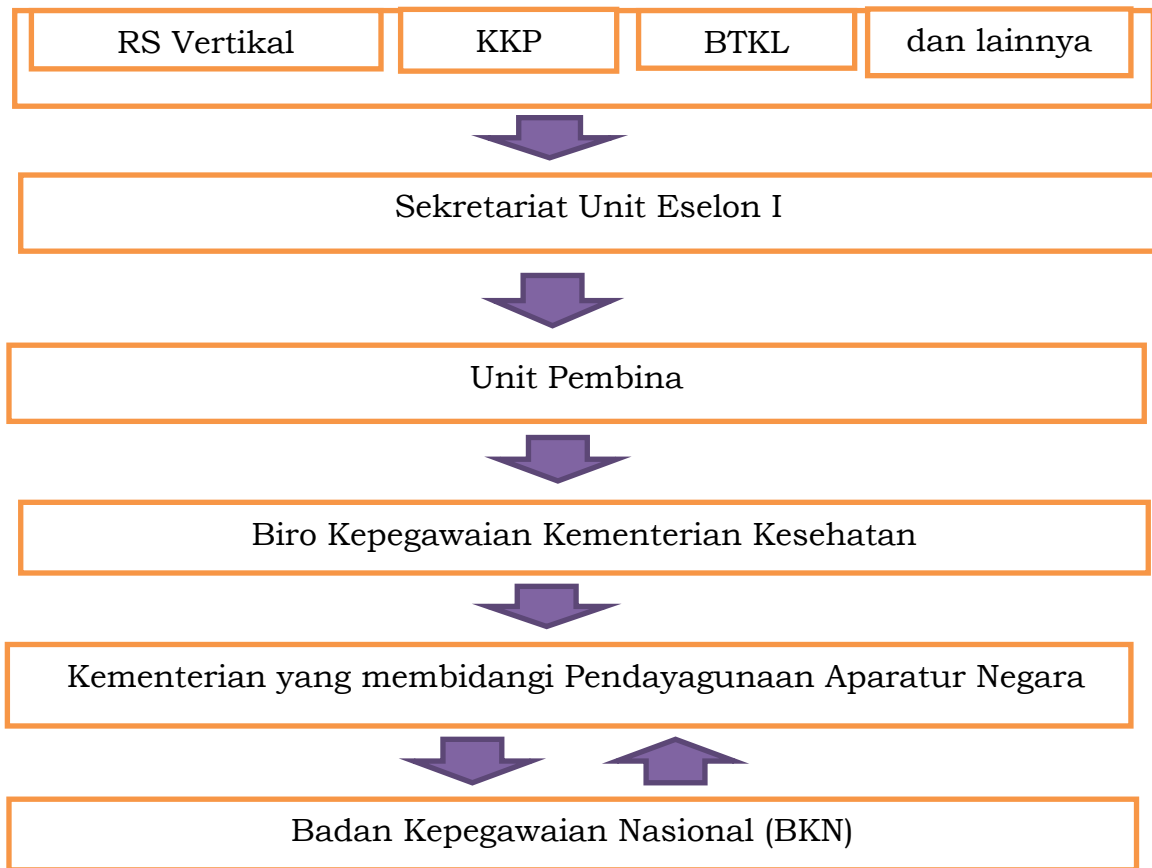 RS Vertikal
KKP
BTKL
dan lainnya
Sekretariat Unit Eselon I
Unit Pembina
Biro Kepegawaian Kementerian Kesehatan
Kementerian yang membidangi Pendayagunaan Aparatur Negara
Badan Kepegawaian Nasional (BKN)